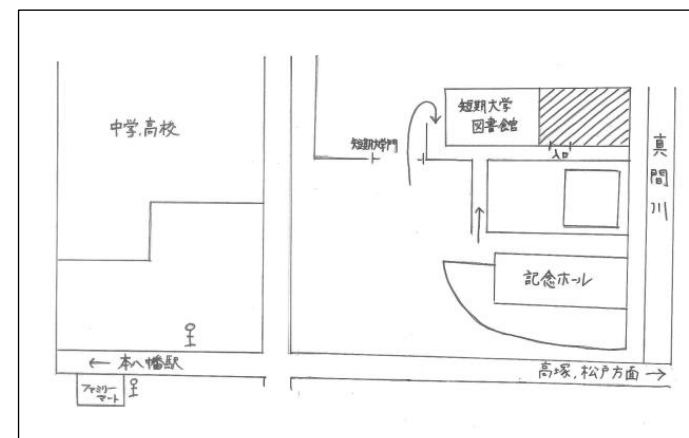 中学,高校
短期大学
図書館
短期大学門
入口
真間川
記念ホール
← 本八幡駅
高塚,松戸方面 →
ファミリー
マート